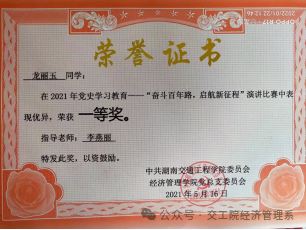 荣誉证书
龙丽玉 同学：
在2021年党史学习教育——“奋斗百年路，启航新征程”演讲比赛中表
现优异，荣获 一等奖。
指导老师：李燕丽
特发此奖，以资鼓励。
中共湖南交通工程学院委员会
经济管理学院党总支委员会
2021年5月16日
公众号 · 交工院经济管理系